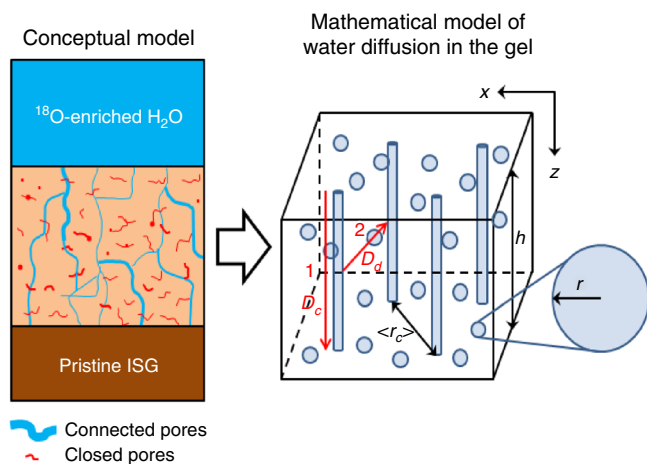 Conceptual model
¹⁸O-enriched H₂O
Pristine ISG
Connected pores
Closed pores
Mathematical model of
water diffusion in the gel
x
z
h
r
1
2
D_d
D_c
<r_c>